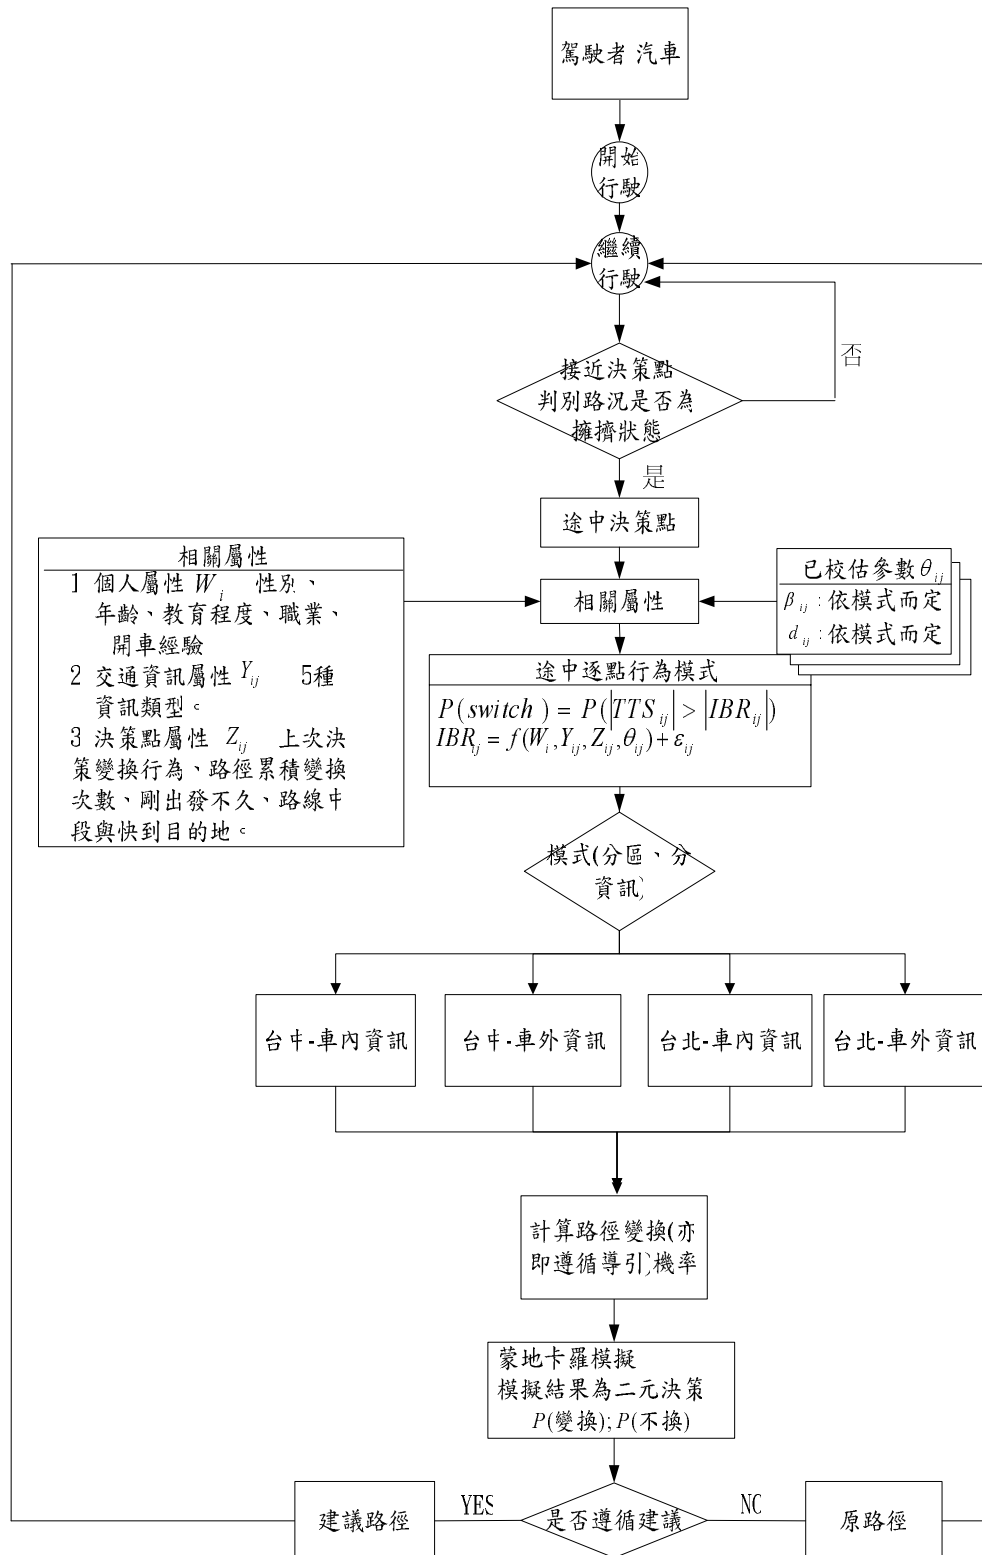 駕駛者 汽車
開始
行駛
繼續
行駛
否
接近決策點
判別路況是否為
擁擠狀態
是
途中決策點
相關屬性
1 個人屬性 W_i 性別、
年齡、教育程度、職業、
開車經驗
2 交通資訊屬性 Y_ij 5種
資訊類型。
3 決策點屬性 Z_ij 上次決
策變換行為、路徑累積變換
次數、剛出發不久、路線中
段與快到目的地。
相關屬性
已校估參數 θ_ij
β_ij : 依模式而定
d_ij : 依模式而定
途中逐點行為模式
P(switch) = P(|TTS_ij| > |IBR_ij|)
IBR_ij = f(W_i, Y_ij, Z_ij, θ_ij) + ε_ij
模式(分區、分
資訊)
台中-車內資訊
台中-車外資訊
台北-車內資訊
台北-車外資訊
計算路徑變換(亦
即遵循導引)機率
蒙地卡羅模擬
模擬結果為二元決策
P(變換); P(不換)
建議路徑
YES
是否遵循建議
NO
原路徑